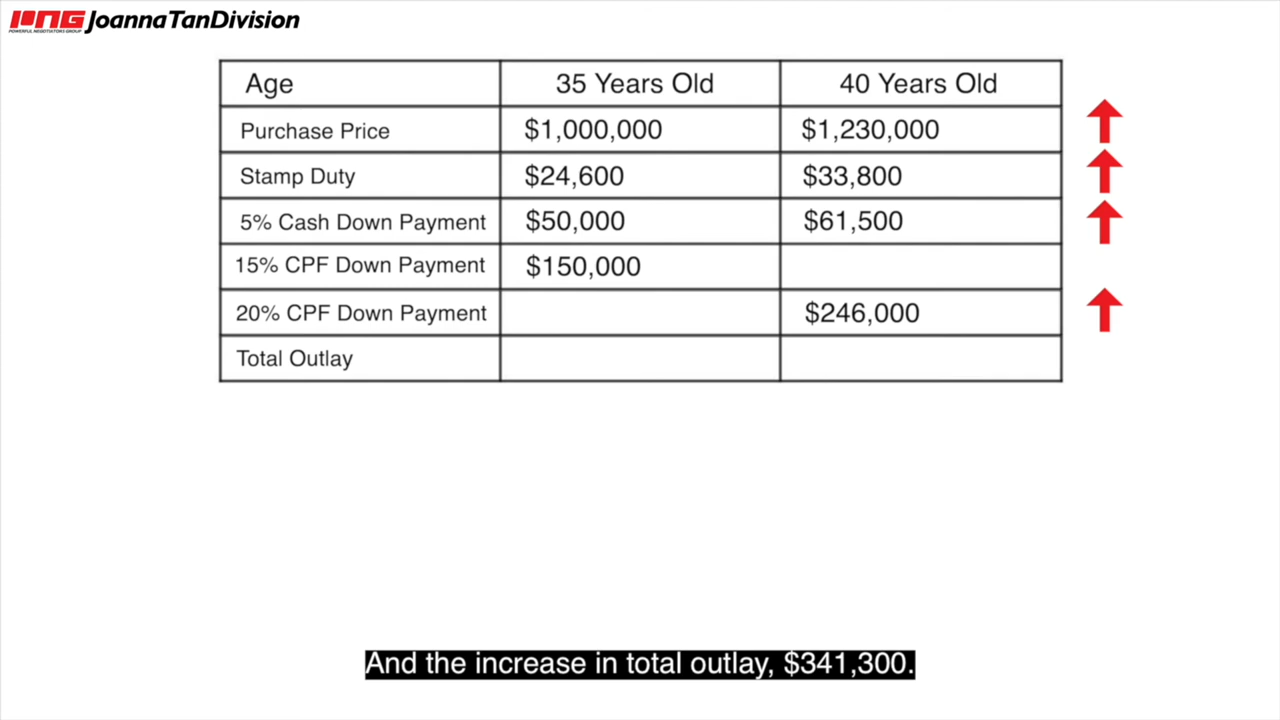 PNG JoannaTanDivision
POWERFUL NEGOTIATORS GROUP
Age 35 Years Old 40 Years Old
Purchase Price $1,000,000 $1,230,000
Stamp Duty $24,600 $33,800
5% Cash Down Payment $50,000 $61,500
15% CPF Down Payment $150,000
20% CPF Down Payment $246,000
Total Outlay
And the increase in total outlay, $341,300.